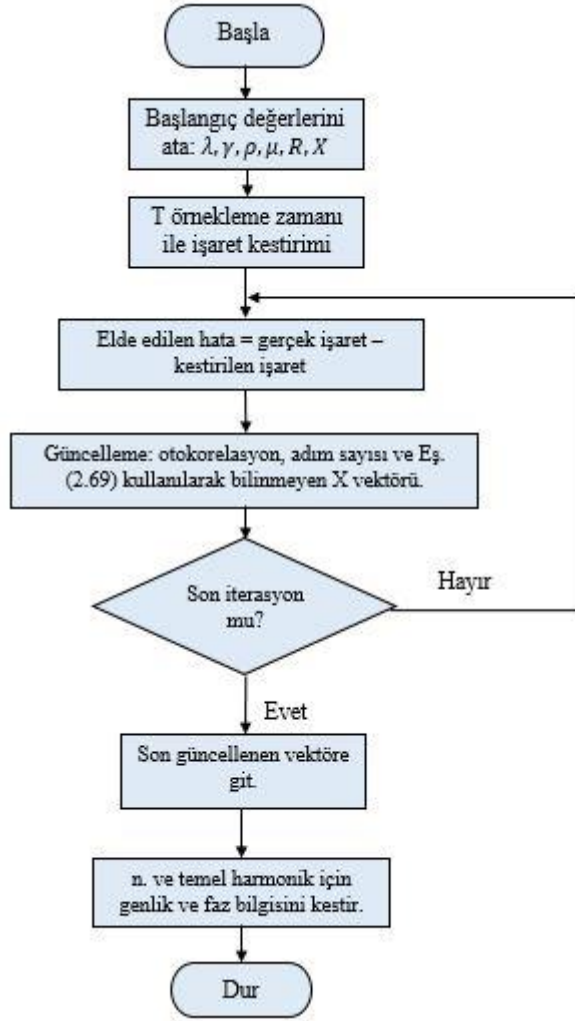 Başla
Başlangıç değerlerini
ata: λ, γ, ρ, μ, R, X
T örnekleme zamanı
ile işaret kestirimi
Elde edilen hata = gerçek işaret –
kestirilen işaret
Güncelleme: otokorelasyon, adım sayısı ve Eş.
(2.69) kullanılarak bilinmeyen X vektörü.
Son iterasyon
mu?
Hayır
Evet
Son güncellenen vektöre
git.
n. ve temel harmonik için
genlik ve faz bilgisini kestir.
Dur